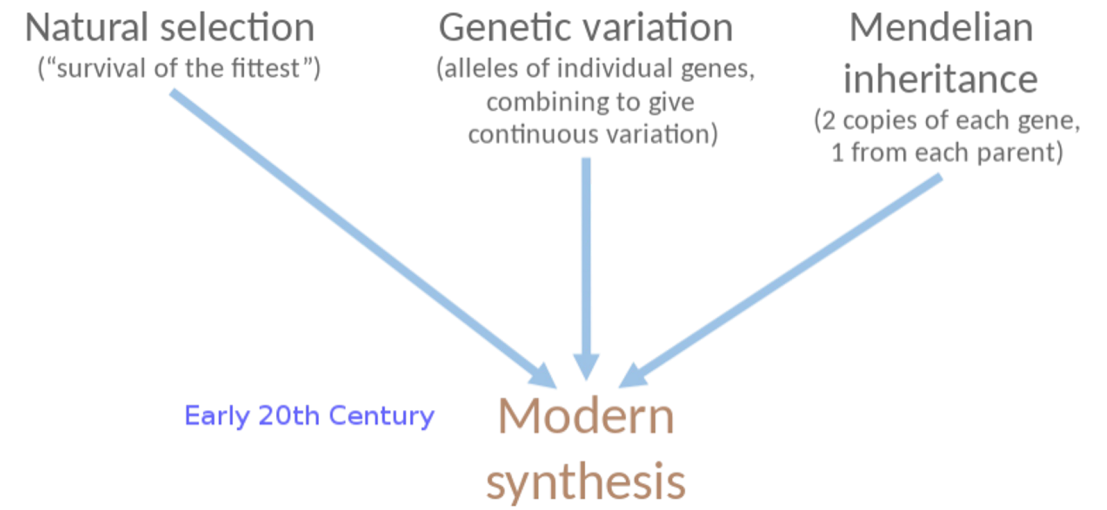 Natural selection
(“survival of the fittest”)
Genetic variation
(alleles of individual genes,
combining to give
continuous variation)
Mendelian
inheritance
(2 copies of each gene,
1 from each parent)
Early 20th Century
Modern
synthesis